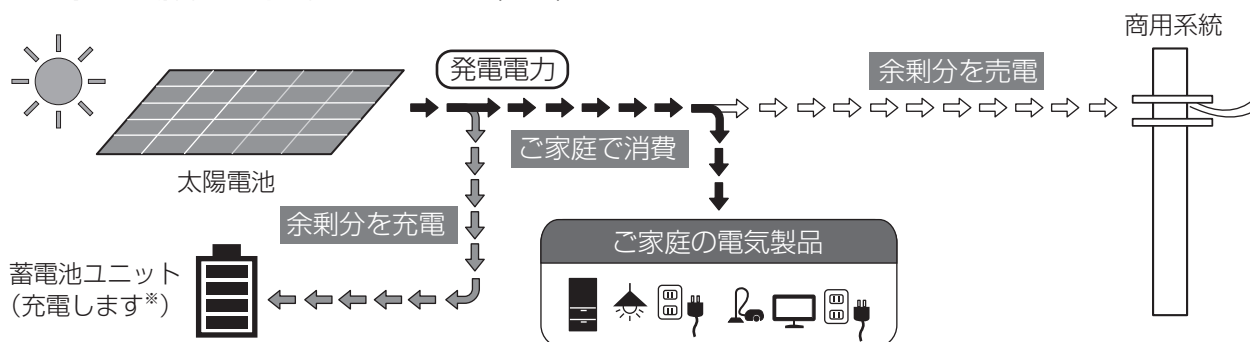 商用系統
発電電力
余剰分を売電
ご家庭で消費
太陽電池
余剰分を充電
ご家庭の電気製品
蓄電池ユニット
（充電します※）